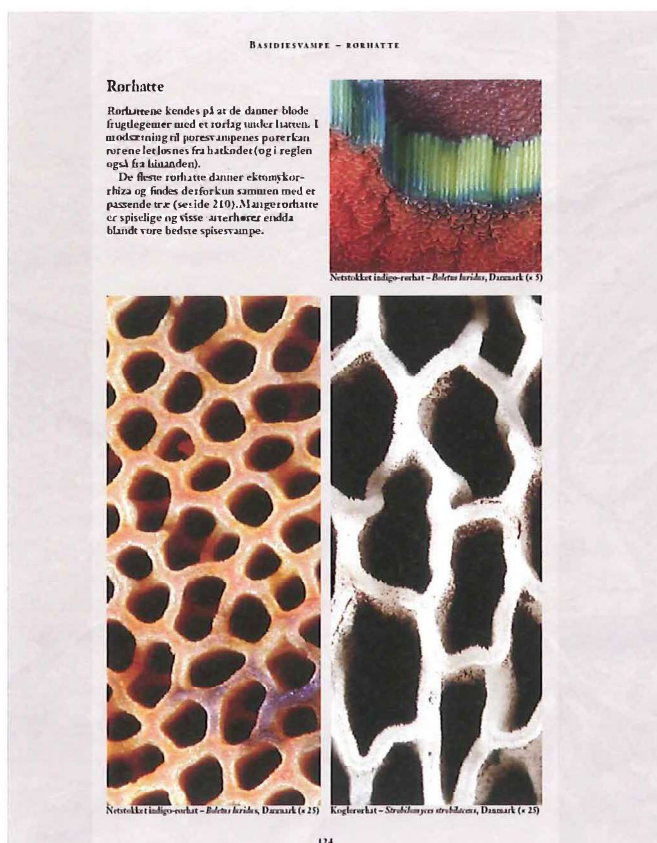 BASIDIESVAMPE – RØRHATTE
Rørhatte
Rørhattene kendes på at de danner bløde
frugtlegemer med et rørlag under hatten. I
modsætning til poresvampenes porer kan
rørene let løsnes fra hatkødet (og i reglen
også fra hinanden).
De fleste rørhatte danner ektomykor-
rhiza og findes derfor kun sammen med et
passende træ (se side 210). Mange rørhatte
er spiselige og visse arter hører endda
blandt vore bedste spisesvampe.
Netstokket indigo-rørhat – Boletus luridus, Danmark (× 5)
Netstokket indigo-rørhat – Boletus luridus, Danmark (× 25)
Koglerørhat – Strobilomyces strobilaceus, Danmark (× 25)
124